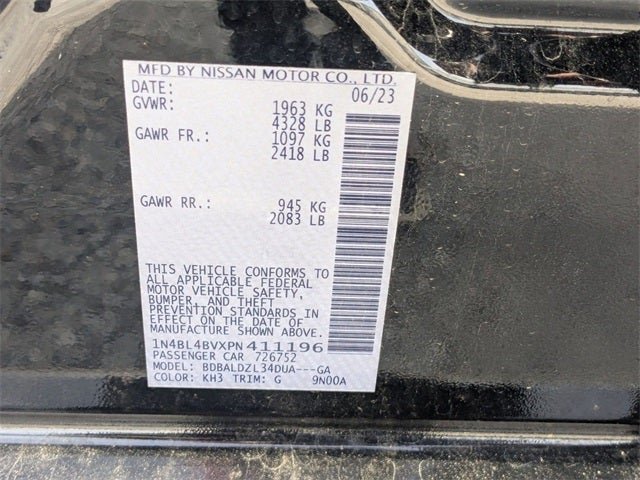 MFD BY NISSAN MOTOR CO., LTD.
DATE: 06/23
GVWR: 1963 KG
4328 LB
GAWR FR.: 1097 KG
2418 LB
GAWR RR.: 945 KG
2083 LB
THIS VEHICLE CONFORMS TO
ALL APPLICABLE FEDERAL
MOTOR VEHICLE SAFETY,
BUMPER, AND THEFT
PREVENTION STANDARDS IN
EFFECT ON THE DATE OF
MANUFACTURE SHOWN ABOVE.
1N4BL4BVXPN411196
PASSENGER CAR 726752
MODEL: BDBALDZL34DUA---GA
COLOR: KH3 TRIM: G 9N00A